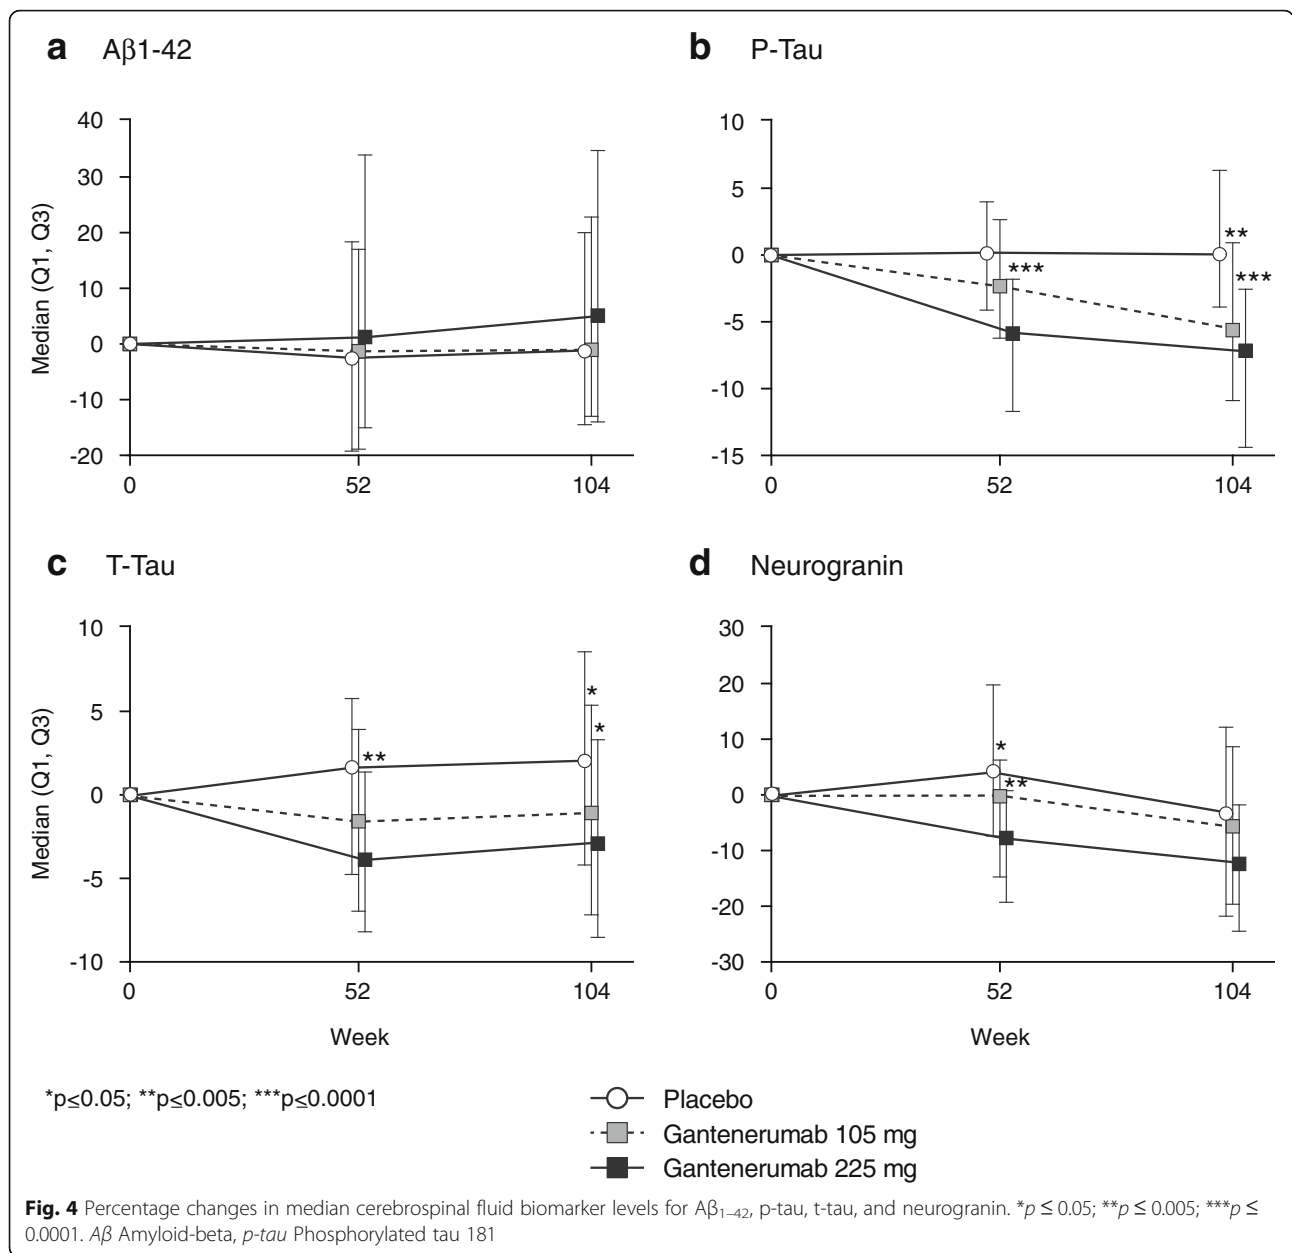 a Aβ1-42
40
30
20
10
0
-10
-20
Median (Q1, Q3)
0 52 104
b P-Tau
10
5
0
-5
-10
-15
***
**
***
0 52 104
c T-Tau
10
5
0
-5
-10
Median (Q1, Q3)
**
*
*
0 52 104
Week
d Neurogranin
30
20
10
0
-10
-20
-30
*
**
0 52 104
Week
*p≤0.05; **p≤0.005; ***p≤0.0001
Placebo
Gantenerumab 105 mg
Gantenerumab 225 mg
Fig. 4 Percentage changes in median cerebrospinal fluid biomarker levels for Aβ1–42, p-tau, t-tau, and neurogranin. *p ≤ 0.05; **p ≤ 0.005; ***p ≤
0.0001. Aβ Amyloid-beta, p-tau Phosphorylated tau 181